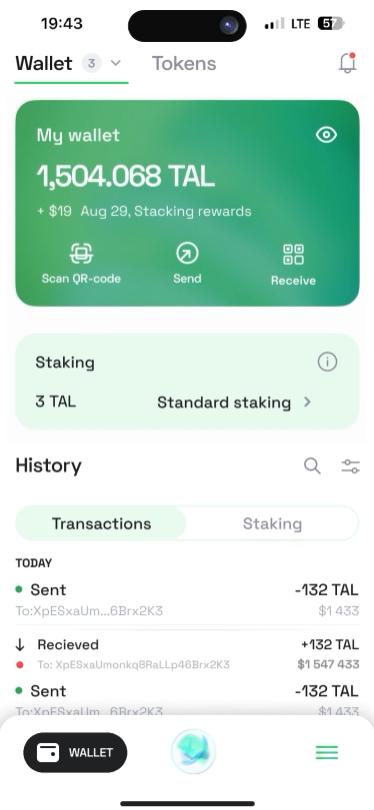 19:43 LTE 57
Wallet 3 Tokens
My wallet
1,504.068 TAL
+ $19 Aug 29, Stacking rewards
Scan QR-code Send Receive
Staking
3 TAL Standard staking
History
Transactions Staking
TODAY
Sent -132 TAL
To:XpESxaUm...6Brx2K3 $1 433
Recieved +132 TAL
To: XpESxaUmonkq8RaLLp46Brx2K3 $1 547 433
Sent -132 TAL
To:XpESxaUm...6Brx2K3 $1 433
WALLET